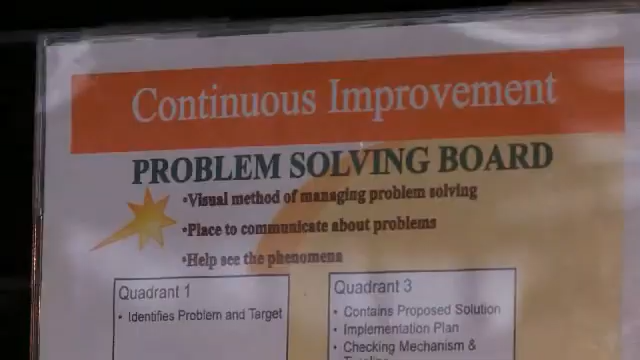 Continuous Improvement
PROBLEM SOLVING BOARD
•Visual method of managing problem solving
•Place to communicate about problems
•Help see the phenomena
Quadrant 1
• Identifies Problem and Target
Quadrant 3
• Contains Proposed Solution
• Implementation Plan
• Checking Mechanism &